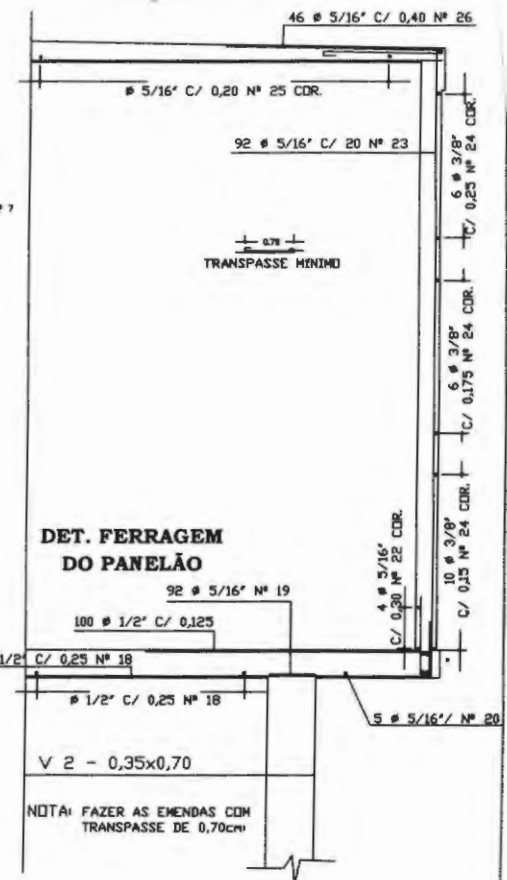 46 ø 5/16" C/ 0,40 Nº 26
ø 5/16" C/ 0,20 Nº 25 COR.
92 ø 5/16" C/ 20 Nº 23
6 ø 3/8"
C/ 0,25 Nº 24 COR.
7
0.70
TRANSPASSE MÍNIMO
6 ø 3/8"
C/ 0,175 Nº 24 COR.
10 ø 3/8"
C/ 0,15 Nº 24 COR.
DET. FERRAGEM
DO PANELÃO
4 ø 5/16"
C/ 0,30 Nº 22 COR.
92 ø 5/16" Nº 19
100 ø 1/2" C/ 0,125
1/2" C/ 0,25 Nº 18
ø 1/2" C/ 0,25 Nº 18
5 ø 5/16"/ Nº 20
V 2 - 0,35x0,70
NOTA: FAZER AS EMENDAS COM
TRANSPASSE DE 0,70cm